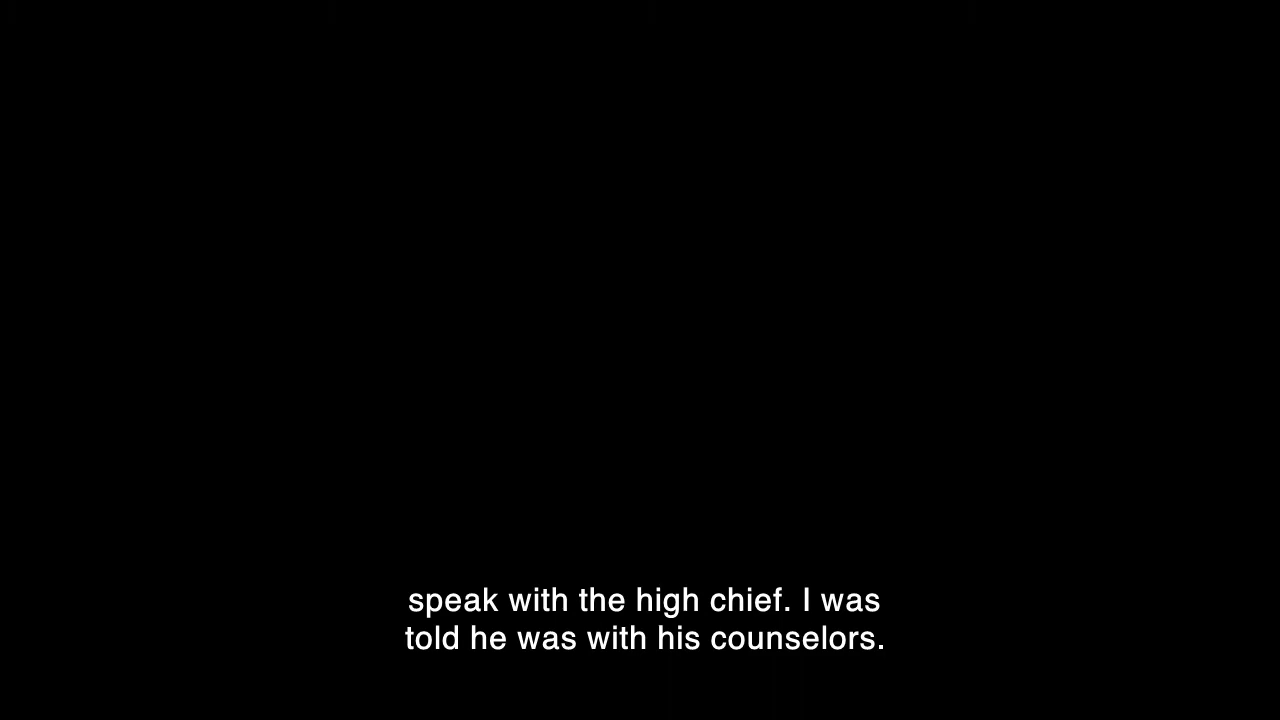 speak with the high chief. I was
told he was with his counselors.